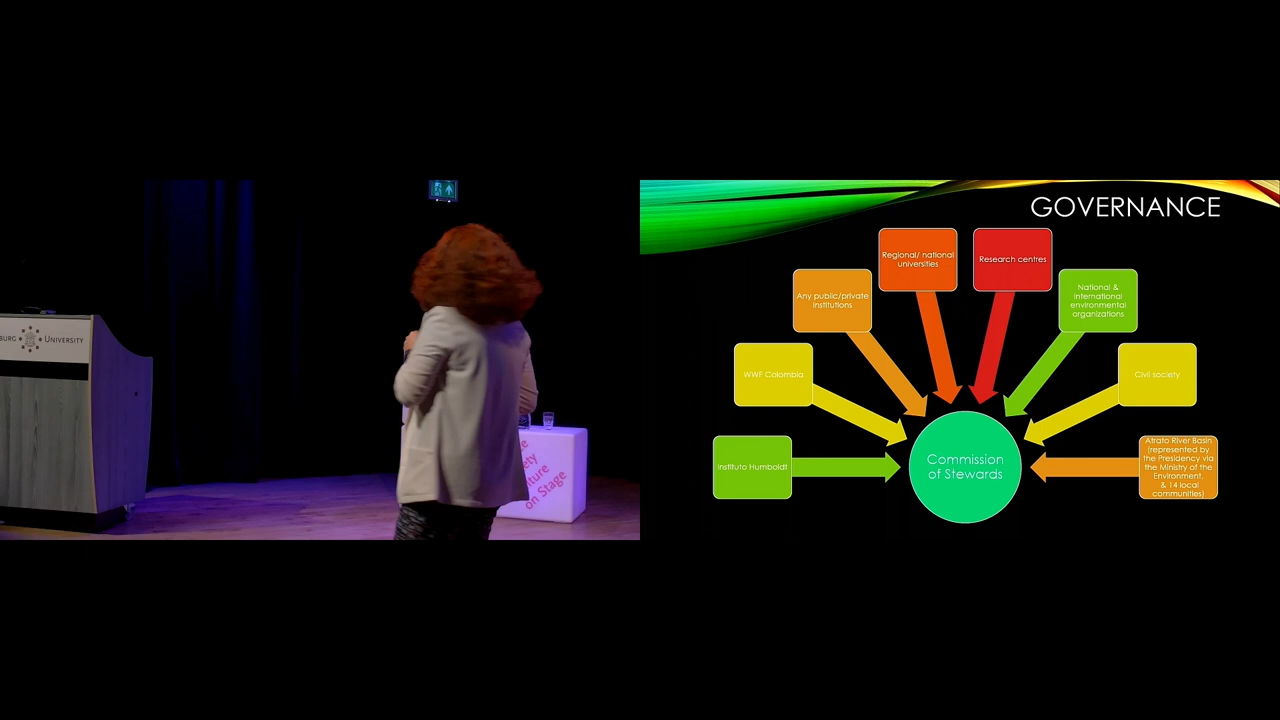 BURG UNIVERSITY
ture
on Stage
GOVERNANCE
Regional/ national
universities
Research centres
Any public/private
institutions
National &
International
environmental
organizations
WWF Colombia
Civil society
Instituto Humboldt
Atrato River Basin
(represented by
the Presidency via
the Ministry of the
Environment,
& 14 local
communities)
Commission
of Stewards